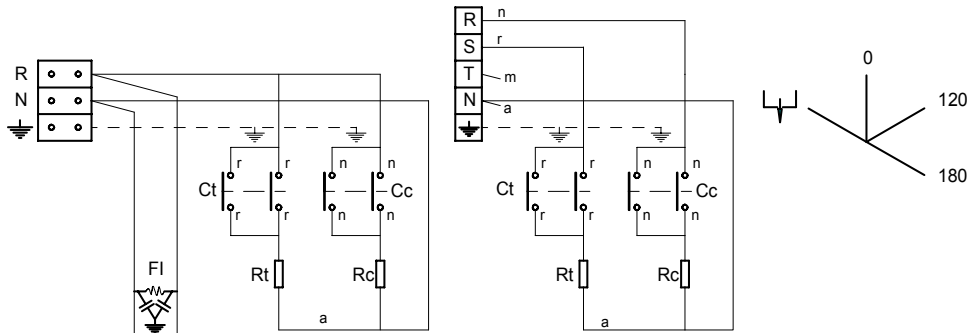 R
N
r r n n
Ct Cc
r r n n
Rt Rc
FI
a
R n
S r
T m
N a
r r n n
Ct Cc
r r n n
Rt Rc
a
0
120
180